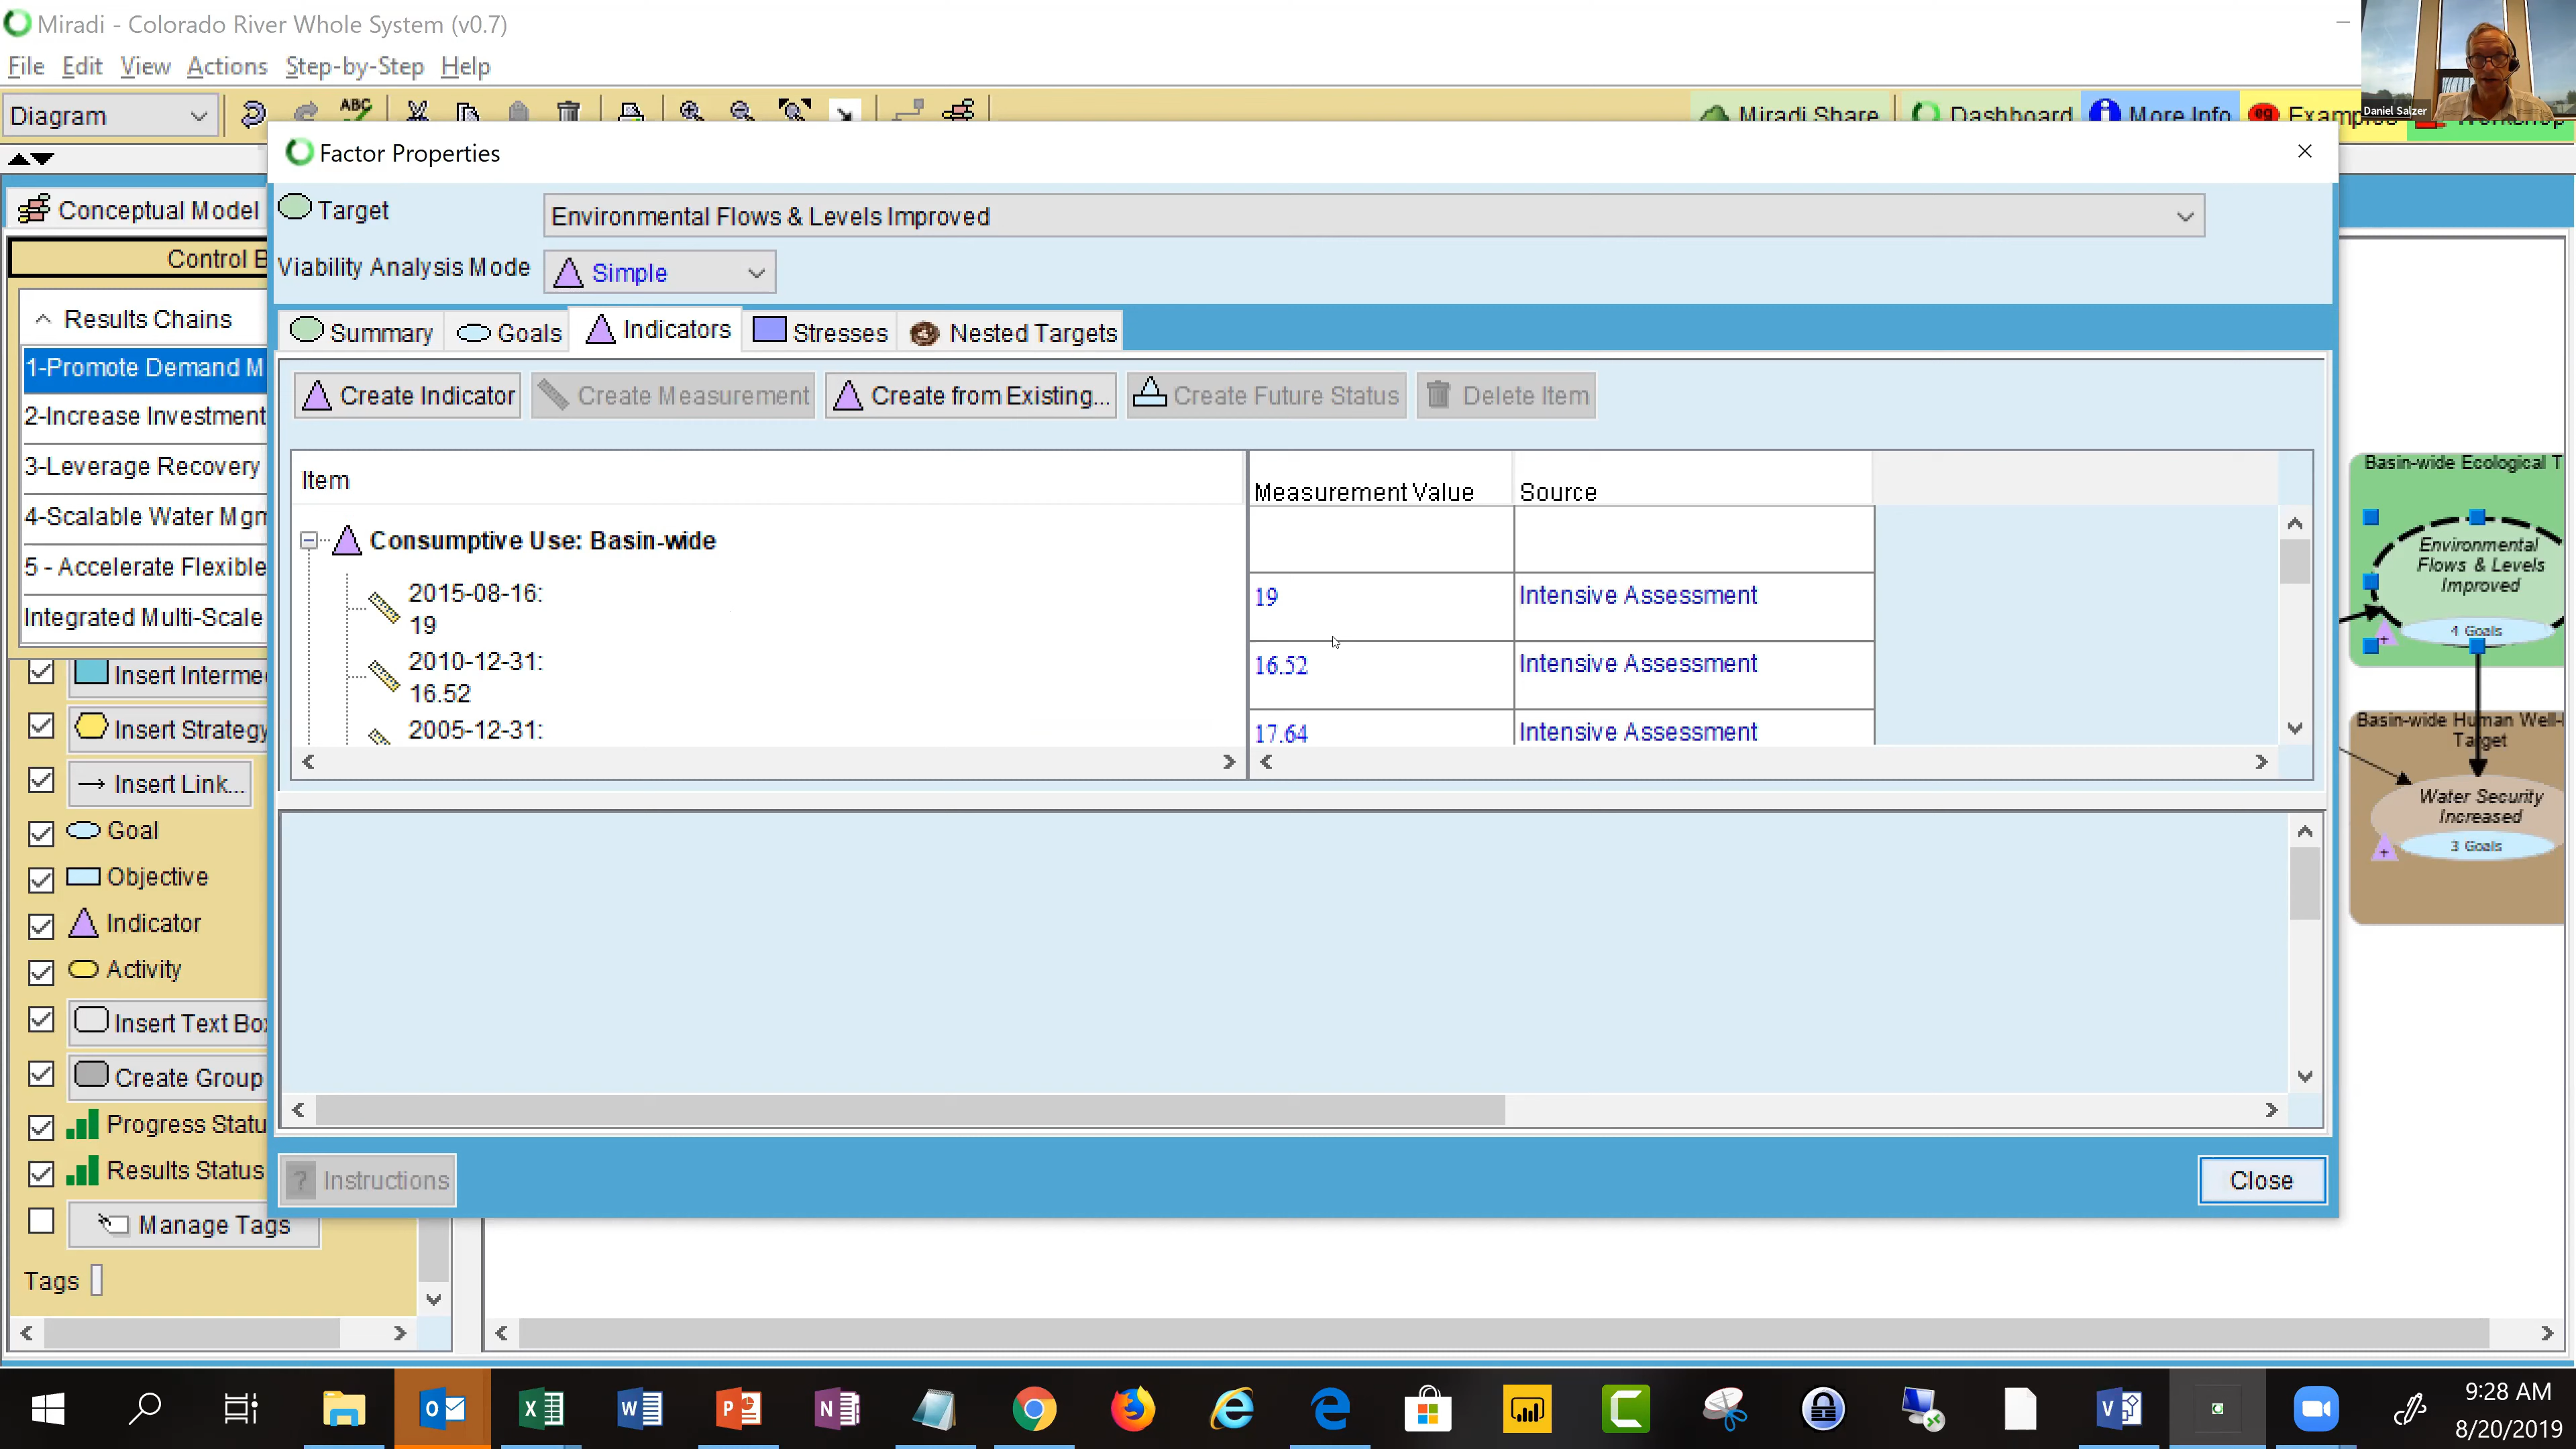 Miradi - Colorado River Whole System (v0.7)
File Edit View Actions Step-by-Step Help
Diagram
ABC
Miradi Share
Dashboard
More Info
eg
Daniel Salzer
Factor Properties
Target
Environmental Flows & Levels Improved
Viability Analysis Mode
Simple
Conceptual Model
Control B
Results Chains
1-Promote Demand M
2-Increase Investment
3-Leverage Recovery
4-Scalable Water Mgm
5 - Accelerate Flexible
Integrated Multi-Scale
Summary Goals Indicators Stresses Nested Targets
Create Indicator Create Measurement Create from Existing... Create Future Status Delete Item
Item Measurement Value Source
Consumptive Use: Basin-wide
2015-08-16:
19
19 Intensive Assessment
2010-12-31:
16.52
16.52 Intensive Assessment
2005-12-31:
17.64 Intensive Assessment
Basin-wide Ecological T
Environmental
Flows & Levels
Improved
4 Goals
Basin-wide Human Well-
Target
Water Security
Increased
3 Goals
Insert Interme
Insert Strategy
Insert Link...
Goal
Objective
Indicator
Activity
Insert Text Box
Create Group
Progress Statu
Results Status
Manage Tags
Tags
Instructions
Close
9:28 AM
8/20/2019